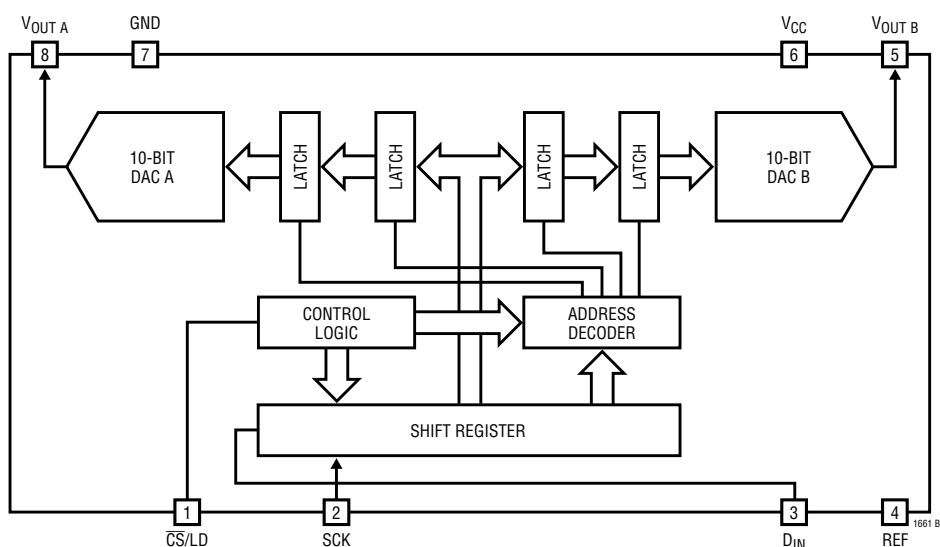 VOUT A
GND
VCC
VOUT B
8
7
6
5
10-BIT
DAC A
LATCH
LATCH
LATCH
LATCH
10-BIT
DAC B
CONTROL
LOGIC
ADDRESS
DECODER
SHIFT REGISTER
1
2
3
4
1661 B
CS/LD
SCK
DIN
REF